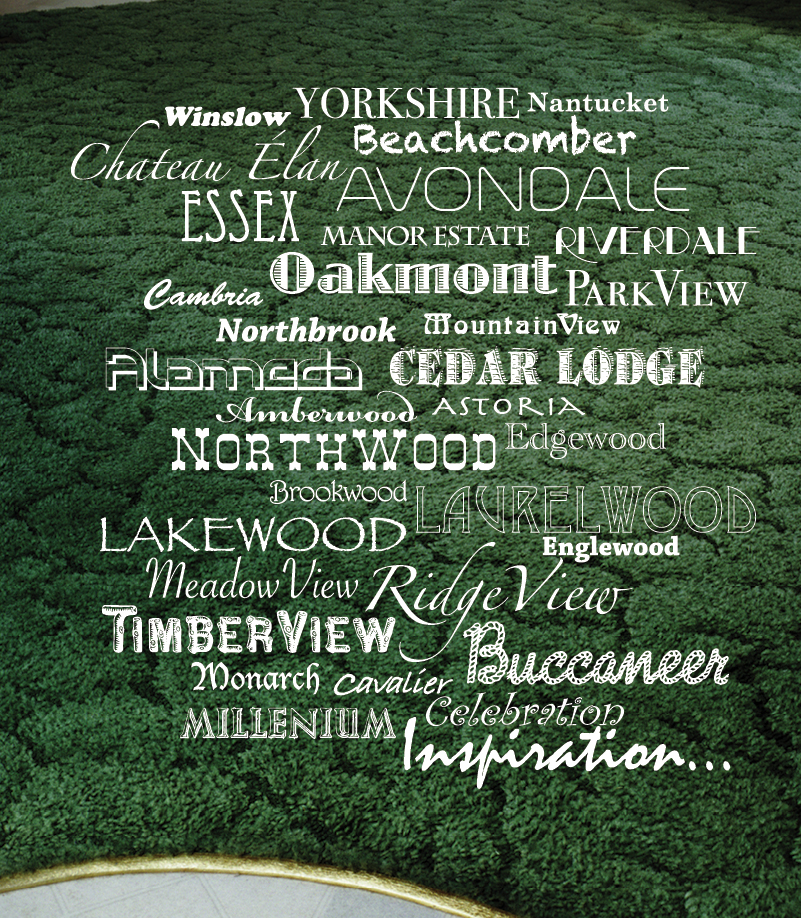 Winslow YORKSHIRE Nantucket
Chateau Élan Beachcomber
AVONDALE
ESSEX MANOR ESTATE RIVERDALE
Cambria Oakmont PARKVIEW
Northbrook MountainView
Alameda CEDAR LODGE
Amberwood ASTORIA
NORTHWOOD Edgewood
Brookwood LAURELWOOD
LAKEWOOD Englewood
MeadowView RidgeView
TIMBERVIEW Buccaneer
Monarch Cavalier
MILLENIUM Celebration
Inspiration...